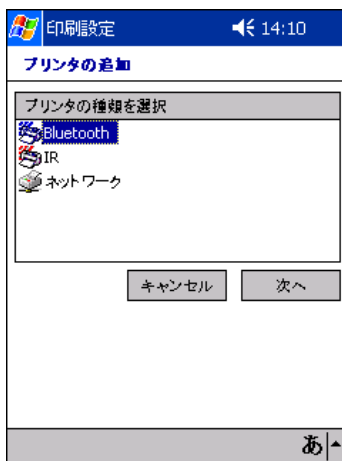 印刷設定 14:10
プリンタの追加
プリンタの種類を選択
Bluetooth
IR
ネットワーク
キャンセル 次へ
あ